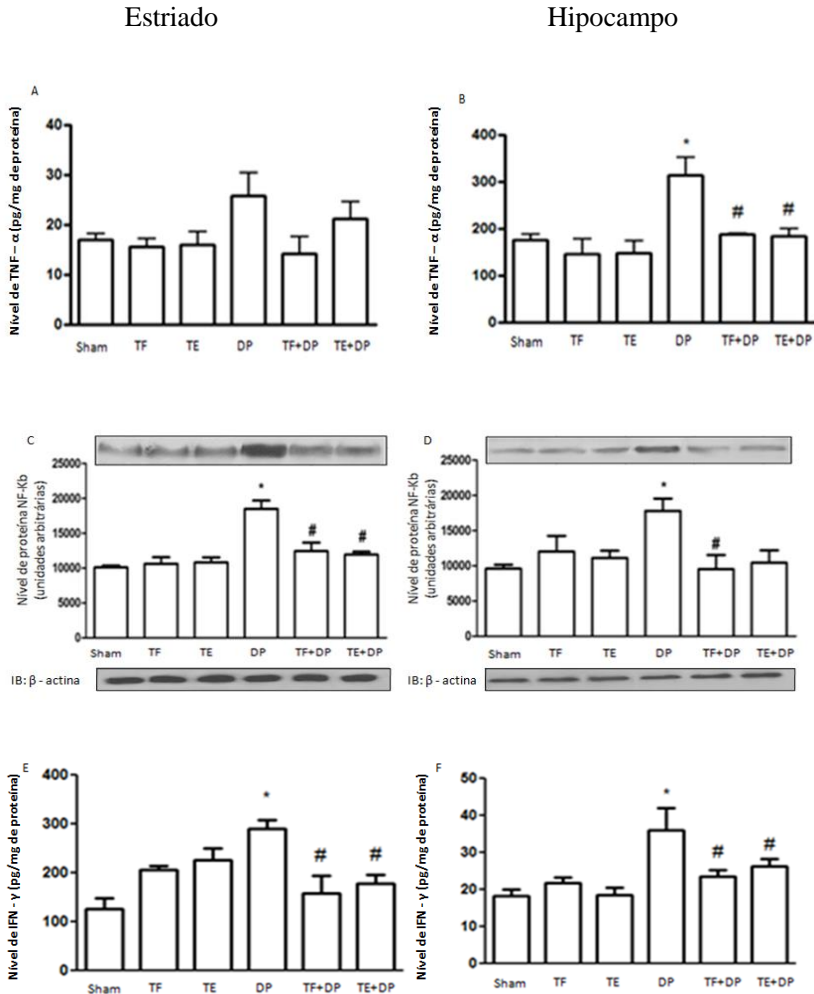 Estriado Hipocampo
A
Nível de TNF – α (pg/mg de proteína)
40
30
20
10
0
Sham TF TE DP TF+DP TE+DP
B
Nível de TNF – α (pg/mg de proteína)
400
300
200
100
0
*
# #
Sham TF TE DP TF+DP TE+DP
C
Nível de proteína NF-Kb
(unidades arbitrárias)
25000
20000
15000
10000
5000
0
*
# #
Sham TF TE DP TF+DP TE+DP
IB: β - actina
D
Nível de proteína NF-Kb
(unidades arbitrárias)
25000
20000
15000
10000
5000
0
*
#
Sham TF TE DP TF+DP TE+DP
IB: β - actina
E
Nível de IFN - γ (pg/mg de proteína)
400
300
200
100
0
*
# #
Sham TF TE DP TF+DP TE+DP
F
Nível de IFN - γ (pg/mg de proteína)
50
40
30
20
10
0
*
# #
Sham TF TE DP TF+DP TE+DP